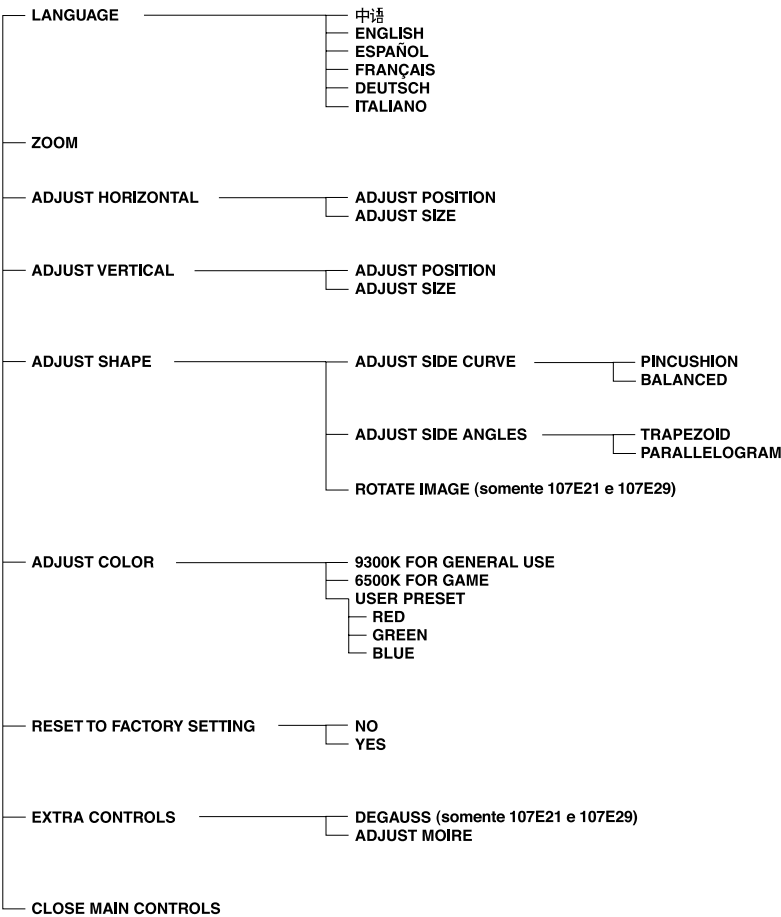 LANGUAGE
中语
ENGLISH
ESPAÑOL
FRANÇAIS
DEUTSCH
ITALIANO
ZOOM
ADJUST HORIZONTAL
ADJUST POSITION
ADJUST SIZE
ADJUST VERTICAL
ADJUST POSITION
ADJUST SIZE
ADJUST SHAPE
ADJUST SIDE CURVE
PINCUSHION
BALANCED
ADJUST SIDE ANGLES
TRAPEZOID
PARALLELOGRAM
ROTATE IMAGE (somente 107E21 e 107E29)
ADJUST COLOR
9300K FOR GENERAL USE
6500K FOR GAME
USER PRESET
RED
GREEN
BLUE
RESET TO FACTORY SETTING
NO
YES
EXTRA CONTROLS
DEGAUSS (somente 107E21 e 107E29)
ADJUST MOIRE
CLOSE MAIN CONTROLS